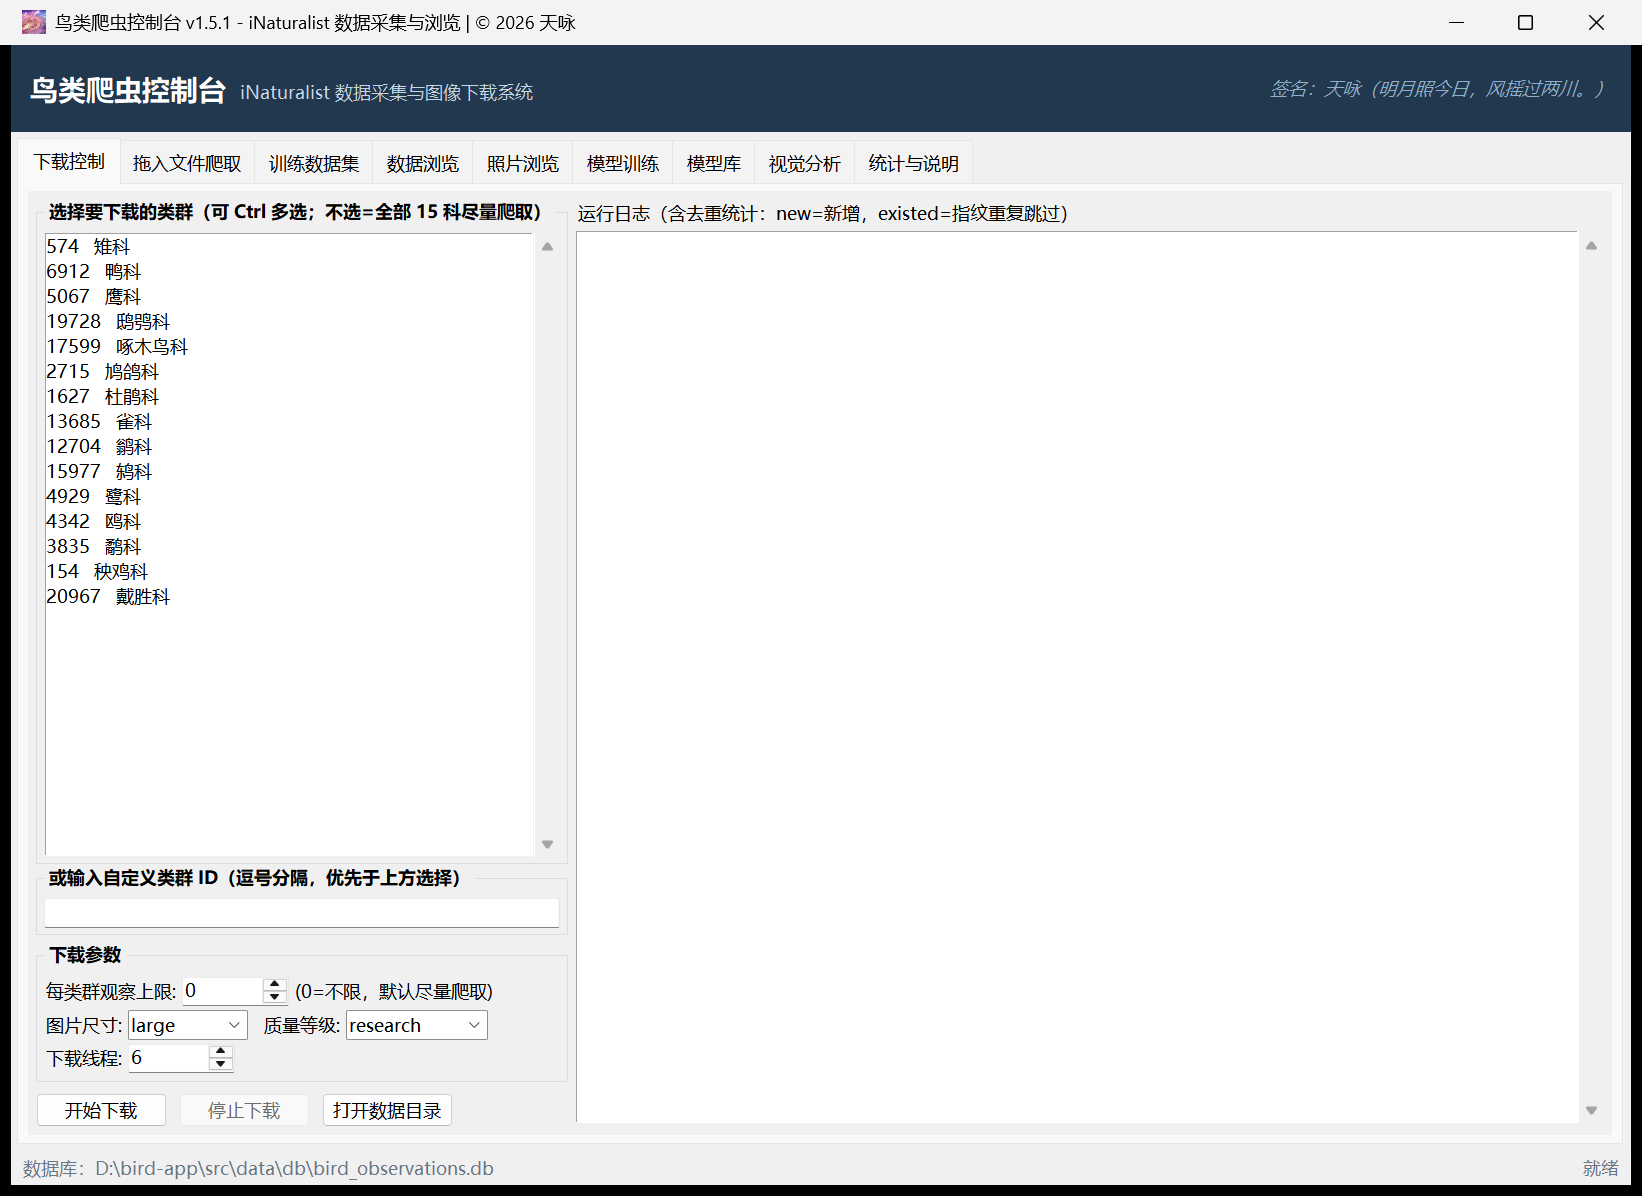 鸟类爬虫控制台 v1.5.1 - iNaturalist 数据采集与浏览 | © 2026 天咏
鸟类爬虫控制台 iNaturalist 数据采集与图像下载系统
签名：天咏（明月照今日，风摇过两川。）
下载控制 拖入文件爬取 训练数据集 数据浏览 照片浏览 模型训练 模型库 视觉分析 统计与说明
选择要下载的类群（可 Ctrl 多选；不选=全部 15 科尽量爬取）
574 雉科
6912 鸭科
5067 鹰科
19728 鸱鸮科
17599 啄木鸟科
2715 鸠鸽科
1627 杜鹃科
13685 雀科
12704 鹟科
15977 鸫科
4929 鹭科
4342 鸥科
3835 鹬科
154 秧鸡科
20967 戴胜科
或输入自定义类群 ID（逗号分隔，优先于上方选择）
下载参数
每类群观察上限: 0 (0=不限，默认尽量爬取)
图片尺寸: large 质量等级: research
下载线程: 6
开始下载 停止下载 打开数据目录
运行日志（含去重统计：new=新增，existed=指纹重复跳过）
数据库：D:\bird-app\src\data\db\bird_observations.db
就绪